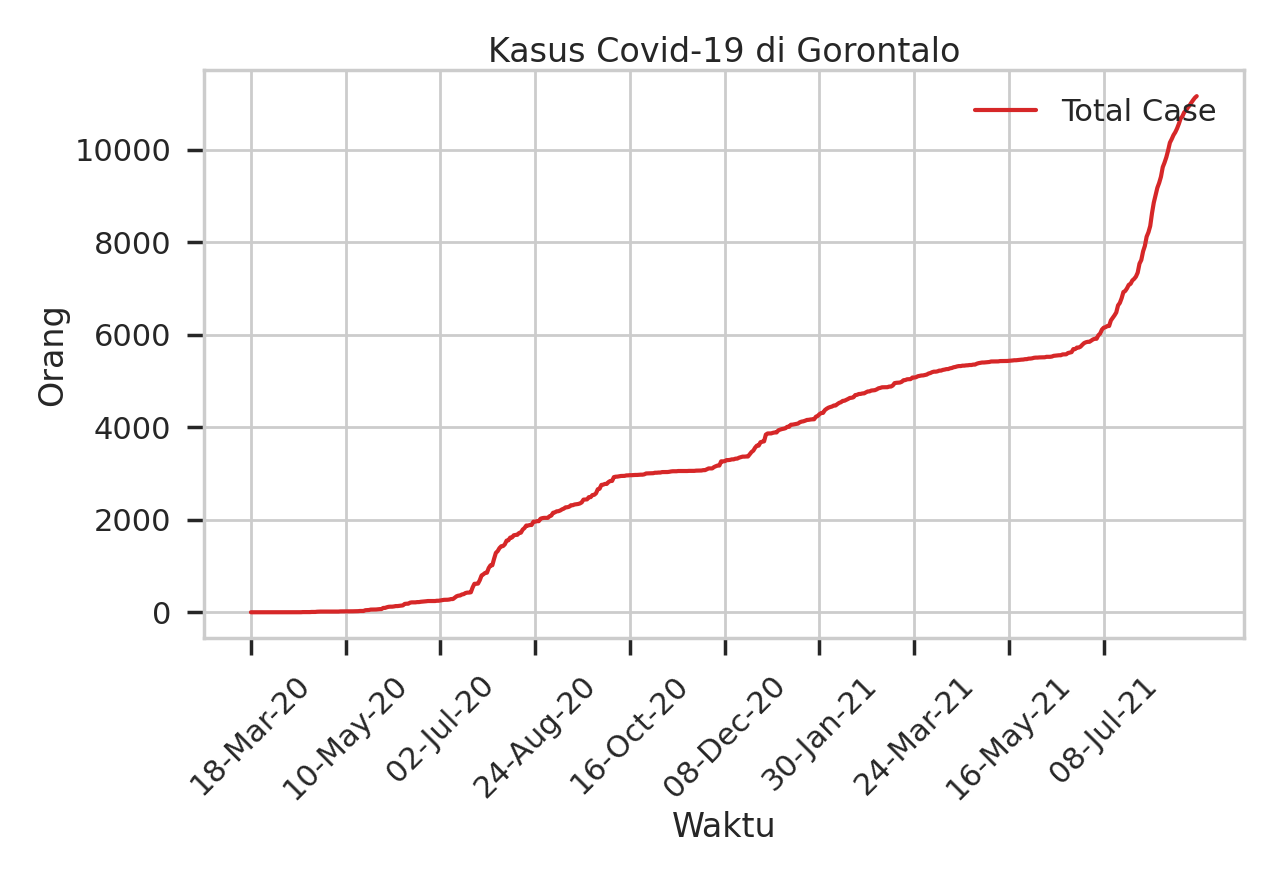 Kasus Covid-19 di Gorontalo
Total Case
Orang
10000
8000
6000
4000
2000
0
18-Mar-20
10-May-20
02-Jul-20
24-Aug-20
16-Oct-20
08-Dec-20
30-Jan-21
24-Mar-21
16-May-21
08-Jul-21
Waktu